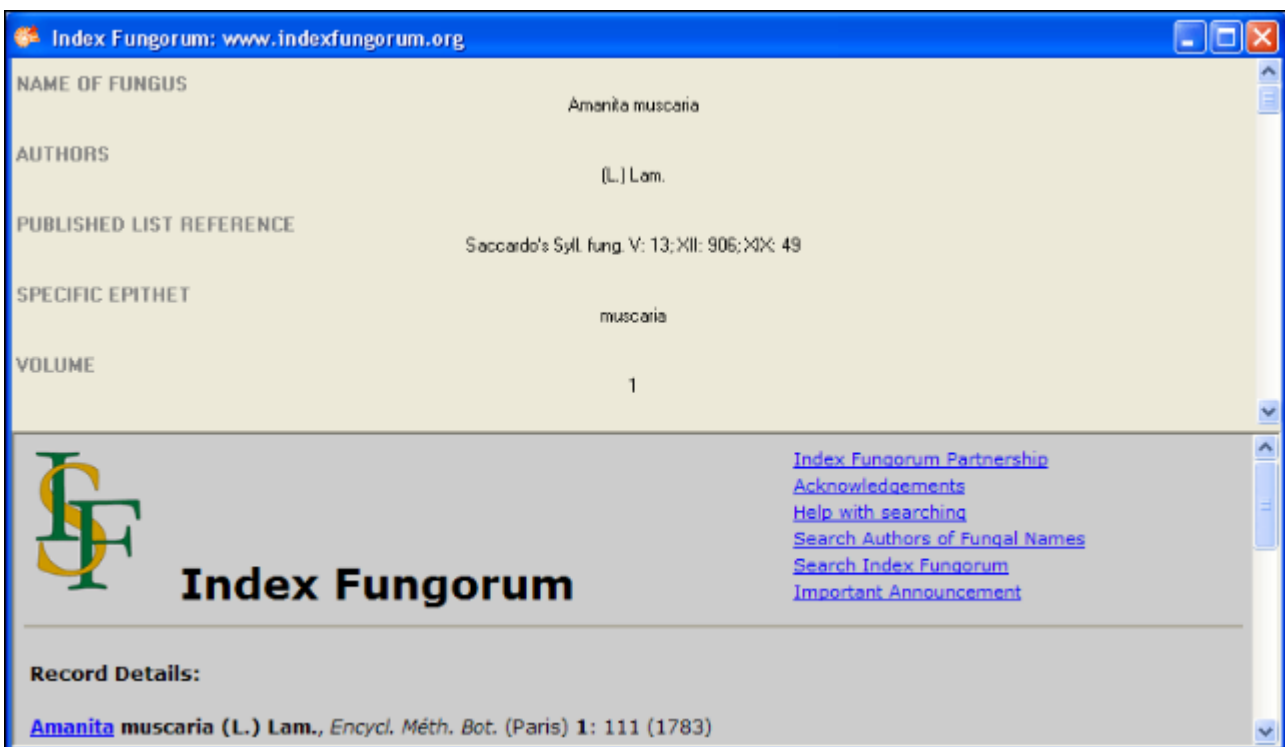 Index Fungorum: www.indexfungorum.org
NAME OF FUNGUS
Amanita muscaria
AUTHORS
(L.) Lam.
PUBLISHED LIST REFERENCE
Saccardo's Syll. fung. V: 13; XII: 906; XIX: 49
SPECIFIC EPITHET
muscaria
VOLUME
1
ISF
Index Fungorum
Index Fungorum Partnership
Acknowledgements
Help with searching
Search Authors of Fungal Names
Search Index Fungorum
Important Announcement
Record Details:
Amanita muscaria (L.) Lam., Encycl. Méth. Bot. (Paris) 1: 111 (1783)